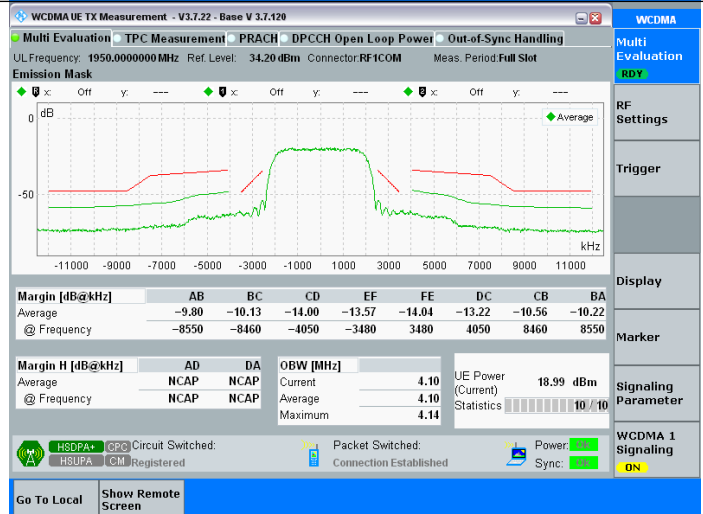 WCDMA UE TX Measurement - V3.7.22 - Base V 3.7.120
WCDMA
Multi Evaluation TPC Measurement PRACH DPCCH Open Loop Power Out-of-Sync Handling
UL Frequency: 1950.0000000 MHz Ref. Level: 34.20 dBm Connector:RF1COM Meas. Period:Full Slot
Emission Mask
x: Off y: --- x: Off y: --- x: Off y: ---
dB
Average
0
-50
kHz
-11000 -9000 -7000 -5000 -3000 -1000 1000 3000 5000 7000 9000 11000
Margin [dB@kHz] AB BC CD EF FE DC CB BA
Average -9.80 -10.13 -14.00 -13.57 -14.04 -13.22 -10.56 -10.22
@ Frequency -8550 -8460 -4050 -3480 3480 4050 8460 8550
Margin H [dB@kHz] AD DA
Average NCAP NCAP
@ Frequency NCAP NCAP
OBW [MHz]
Current 4.10
Average 4.10
Maximum 4.14
UE Power (Current) 18.99 dBm
Statistics 10 / 10
HSDPA+ CPC Circuit Switched:
HSUPA CM Registered
Packet Switched:
Connection Established
Power: OK
Sync: OK
Multi
Evaluation
RDY
RF
Settings
Trigger
Display
Marker
Signaling
Parameter
WCDMA 1
Signaling
ON
Go To Local
Show Remote
Screen